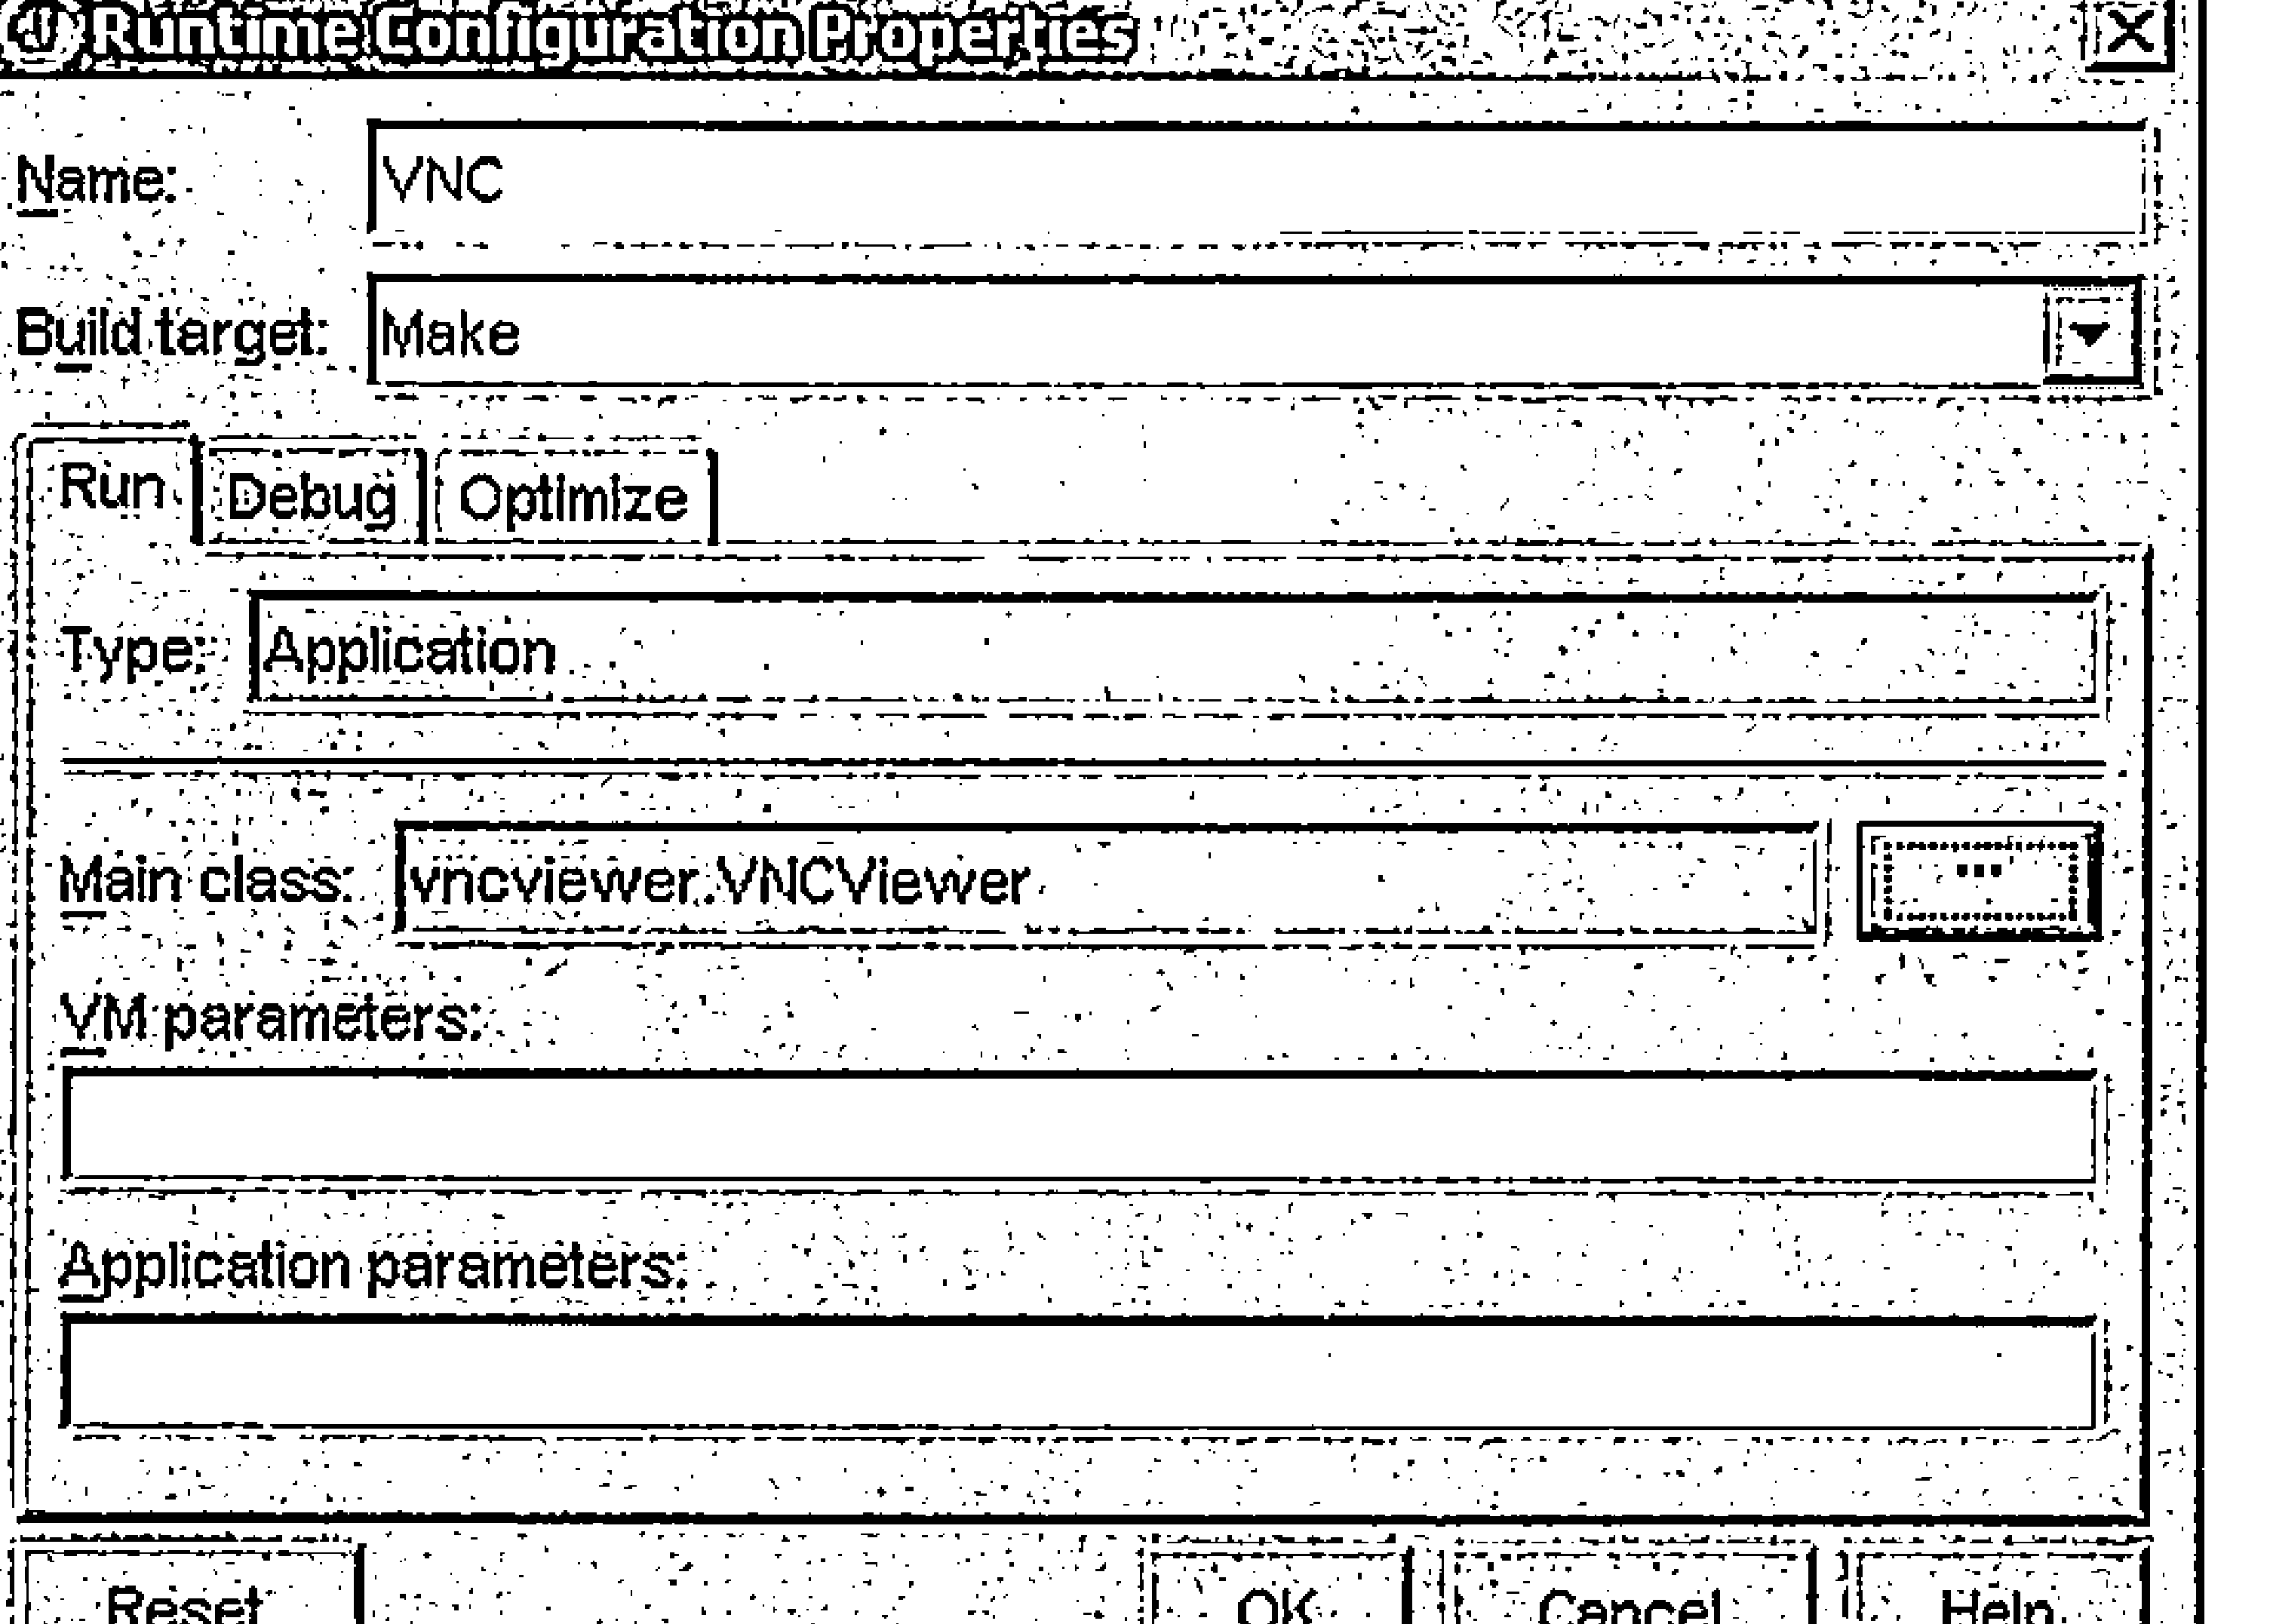 Runtime Configuration Properties
Name: VNC
Build target: Make
Run Debug Optimize
Type: Application
Main class: vncviewer.VNCViewer ...
VM parameters:
Application parameters:
Reset OK Cancel Help